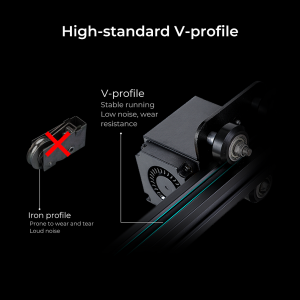 High-standard V-profile
V-profile
Stable running
Low noise, wear
resistance
Iron profile
Prone to wear and tear
Loud noise